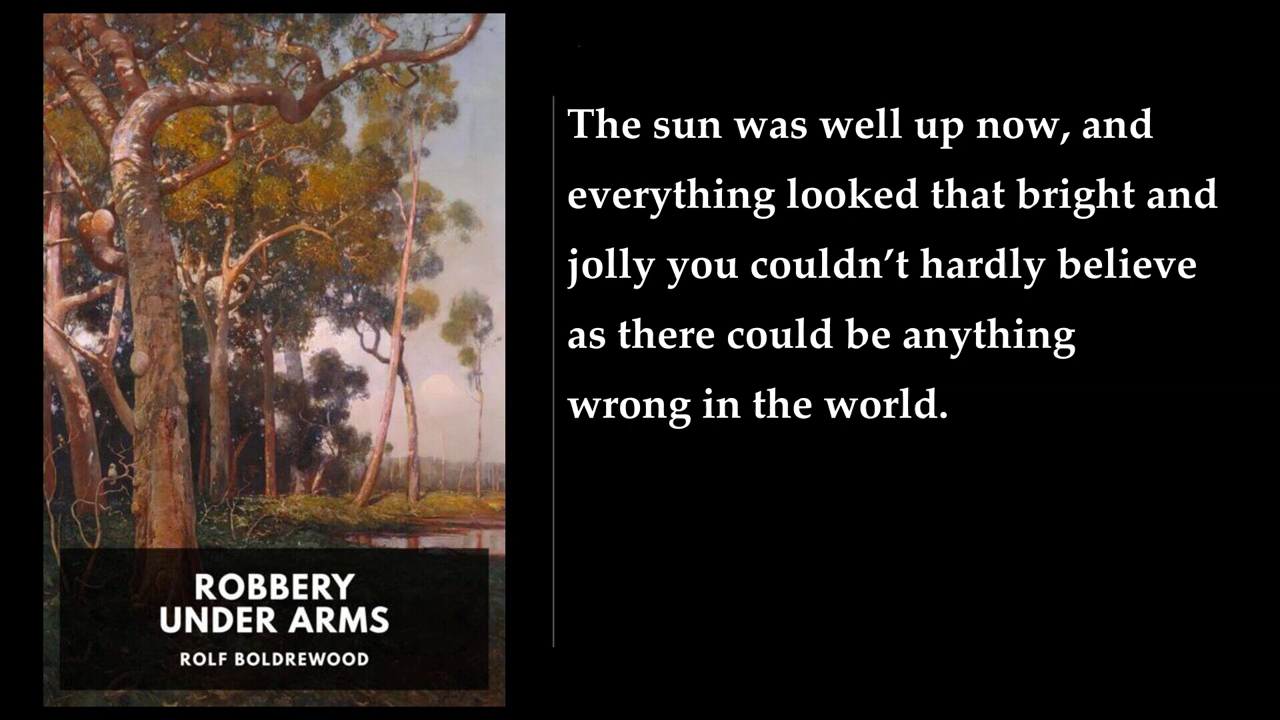 ROBBERY
UNDER ARMS
ROLF BOLDREWOOD
The sun was well up now, and
everything looked that bright and
jolly you couldn’t hardly believe
as there could be anything
wrong in the world.